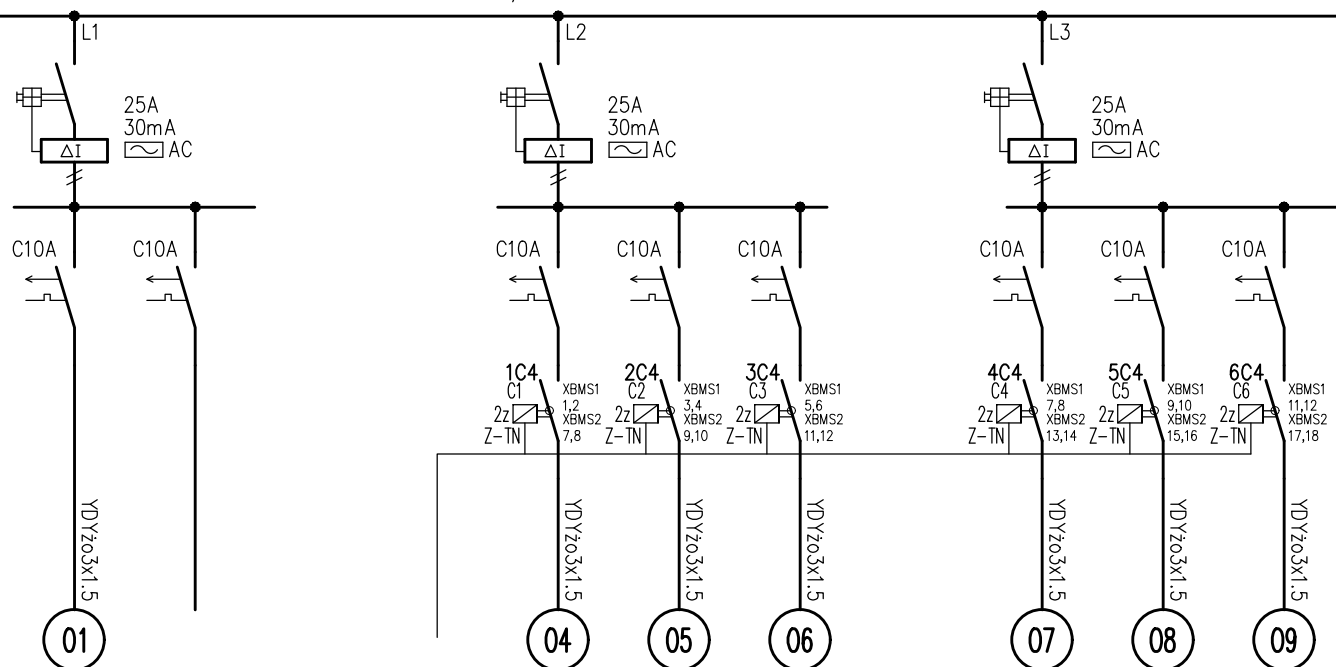 L1
L2
L3
25A
30mA
AC
25A
30mA
AC
25A
30mA
AC
ΔI
ΔI
ΔI
C10A
C10A
C10A
C10A
C10A
C10A
C10A
C10A
1C4
C1
2z
Z-TN
XBMS1
1,2
XBMS2
7,8
2C4
C2
2z
Z-TN
XBMS1
3,4
XBMS2
9,10
3C4
C3
2z
Z-TN
XBMS1
5,6
XBMS2
11,12
4C4
C4
2z
Z-TN
XBMS1
7,8
XBMS2
13,14
5C4
C5
2z
Z-TN
XBMS1
9,10
XBMS2
15,16
6C4
C6
2z
Z-TN
XBMS1
11,12
XBMS2
17,18
YDYżo3x1.5
YDYżo3x1.5
YDYżo3x1.5
YDYżo3x1.5
YDYżo3x1.5
YDYżo3x1.5
YDYżo3x1.5
01
04
05
06
07
08
09